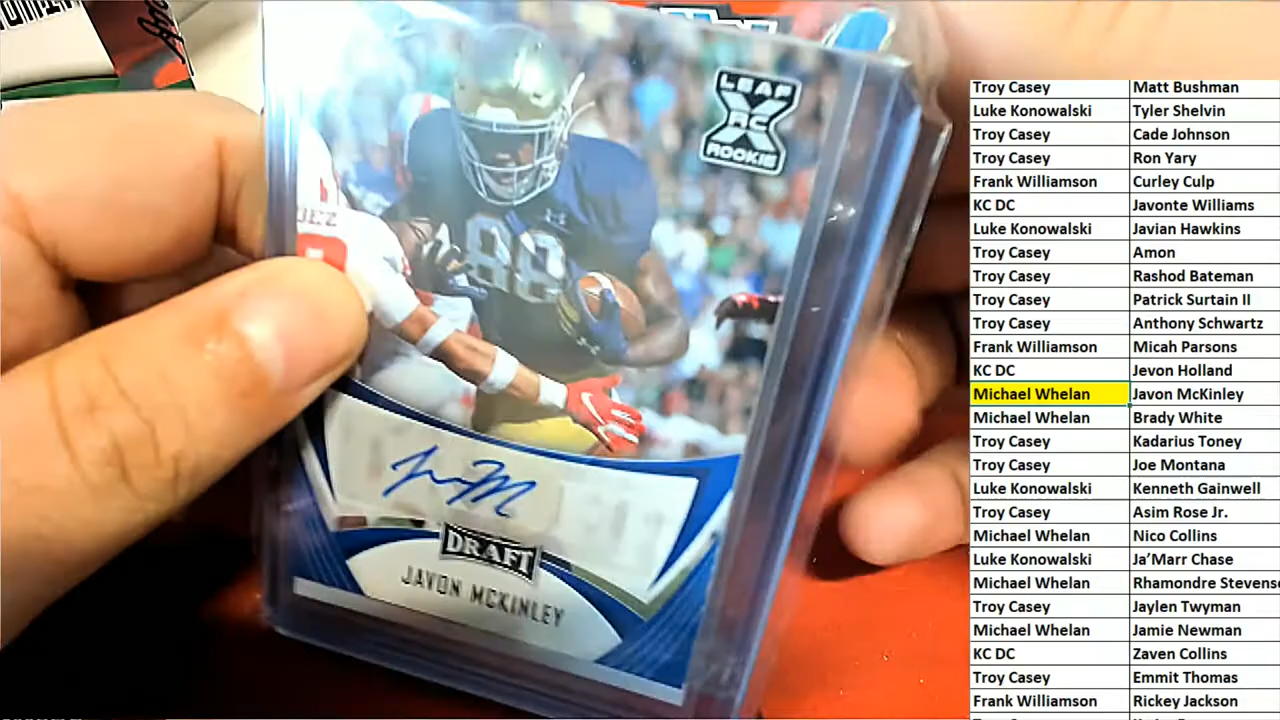 LEAF
RC
ROOKIE
88
DRAFT
JAVON MCKINLEY
Troy Casey Matt Bushman
Luke Konowalski Tyler Shelvin
Troy Casey Cade Johnson
Troy Casey Ron Yary
Frank Williamson Curley Culp
KC DC Javonte Williams
Luke Konowalski Javian Hawkins
Troy Casey Amon
Troy Casey Rashod Bateman
Troy Casey Patrick Surtain II
Troy Casey Anthony Schwartz
Frank Williamson Micah Parsons
KC DC Jevon Holland
Michael Whelan Javon McKinley
Michael Whelan Brady White
Troy Casey Kadarius Toney
Troy Casey Joe Montana
Luke Konowalski Kenneth Gainwell
Troy Casey Asim Rose Jr.
Michael Whelan Nico Collins
Luke Konowalski Ja'Marr Chase
Michael Whelan Rhamondre Stevens
Troy Casey Jaylen Twyman
Michael Whelan Jamie Newman
KC DC Zaven Collins
Troy Casey Emmit Thomas
Frank Williamson Rickey Jackson